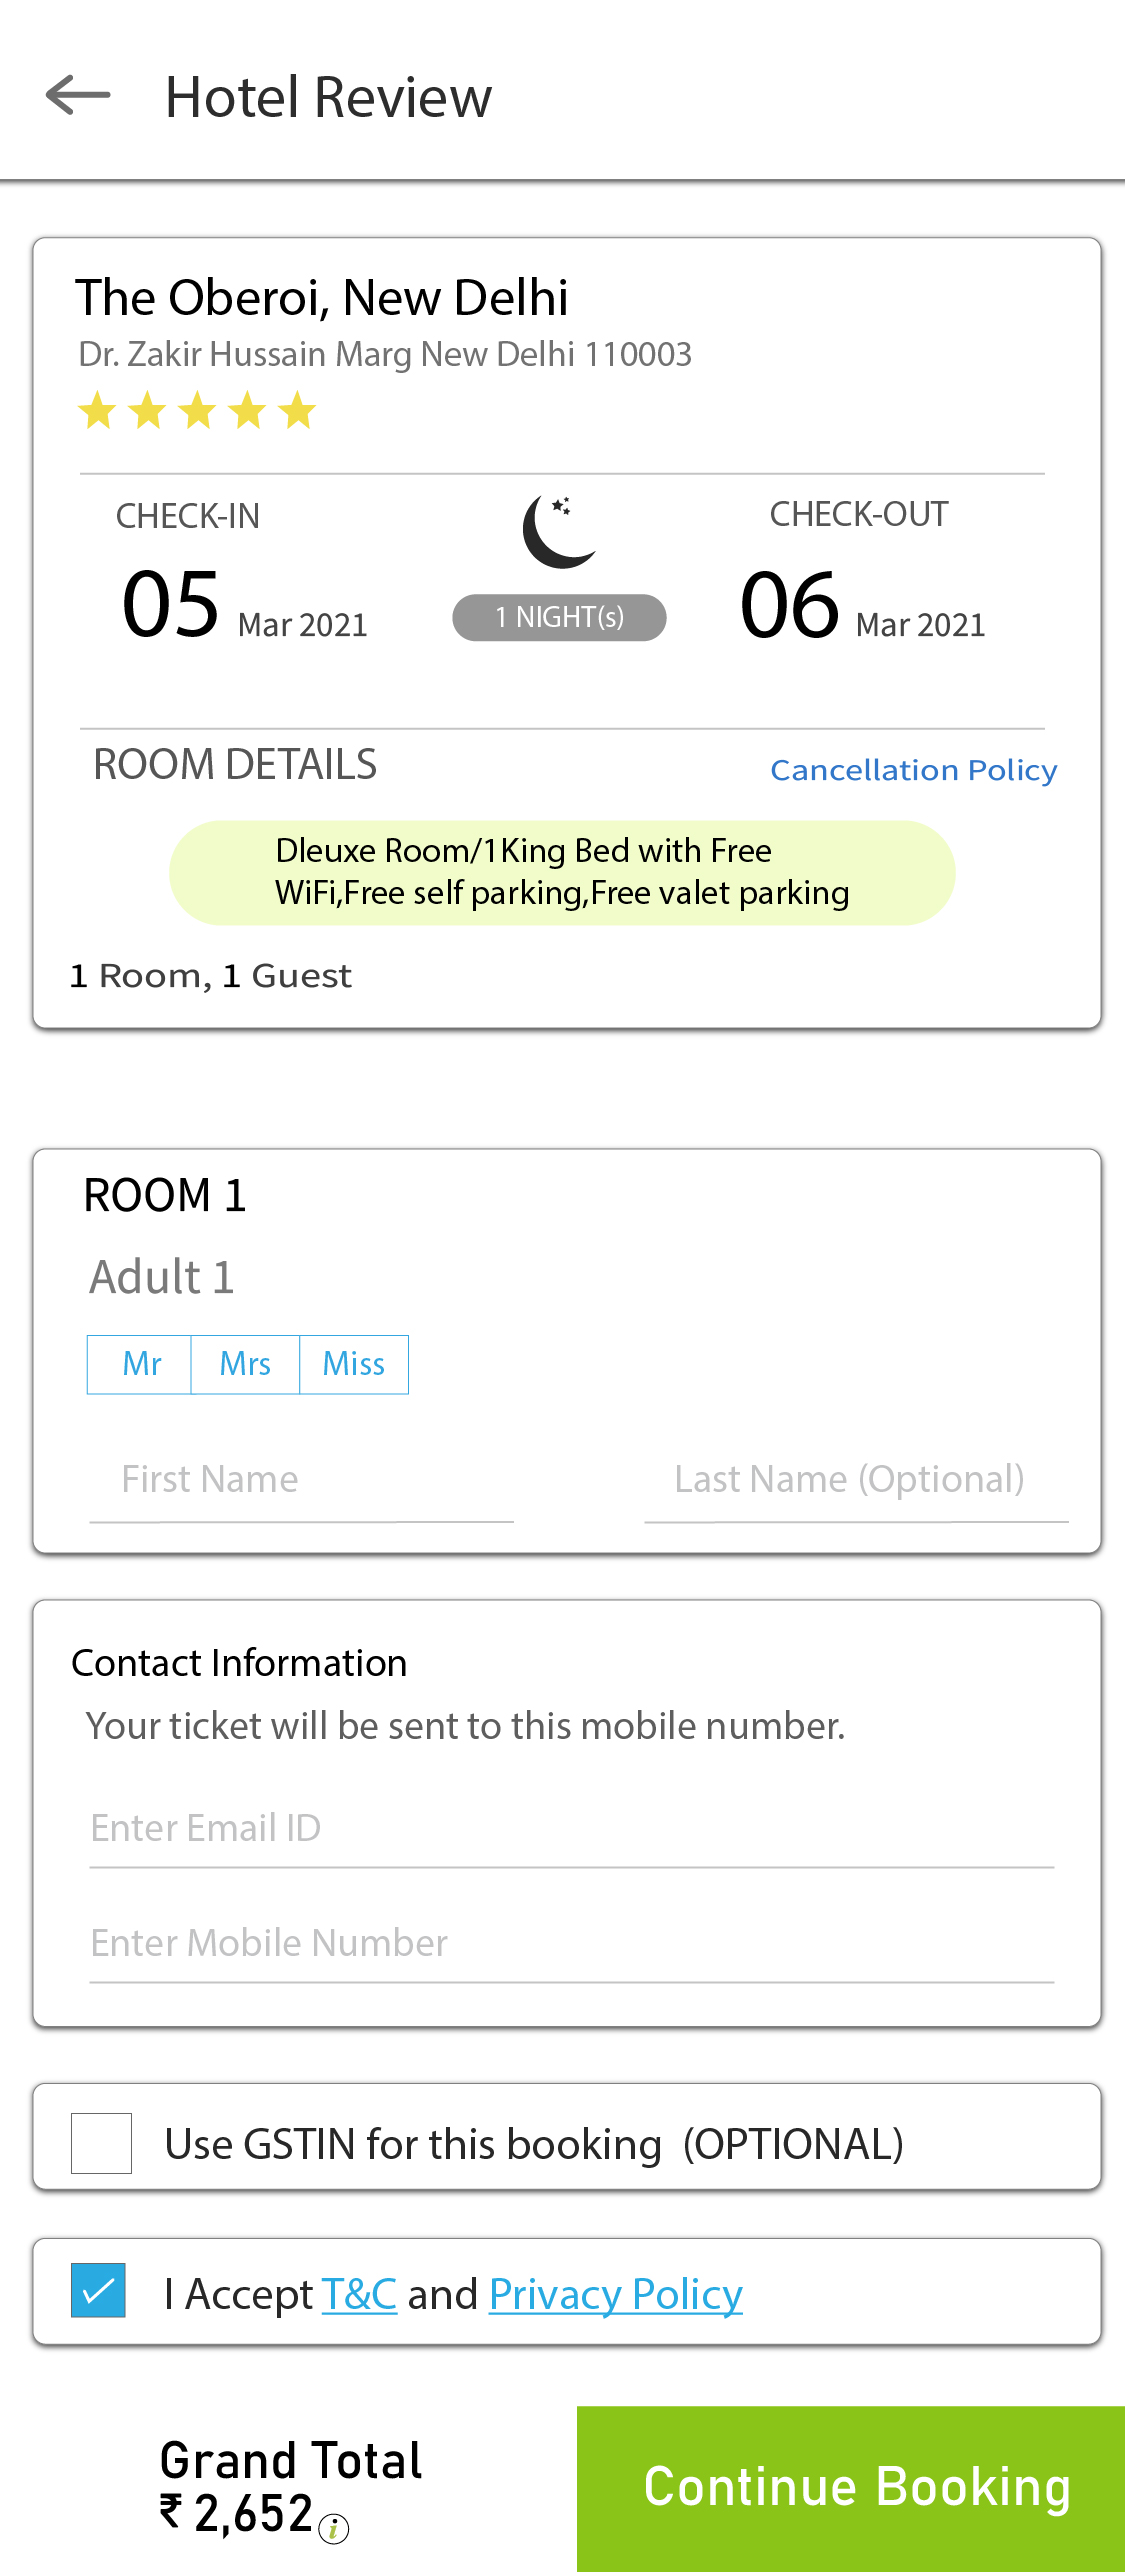 Hotel Review
The Oberoi, New Delhi
Dr. Zakir Hussain Marg New Delhi 110003
CHECK-IN
CHECK-OUT
05 Mar 2021
1 NIGHT(s)
06 Mar 2021
ROOM DETAILS
Cancellation Policy
Dleuxe Room/1King Bed with Free
WiFi,Free self parking,Free valet parking
1 Room, 1 Guest
ROOM 1
Adult 1
Mr Mrs Miss
First Name
Last Name (Optional)
Contact Information
Your ticket will be sent to this mobile number.
Enter Email ID
Enter Mobile Number
Use GSTIN for this booking (OPTIONAL)
I Accept T&C and Privacy Policy
Grand Total
₹ 2,652 i
Continue Booking